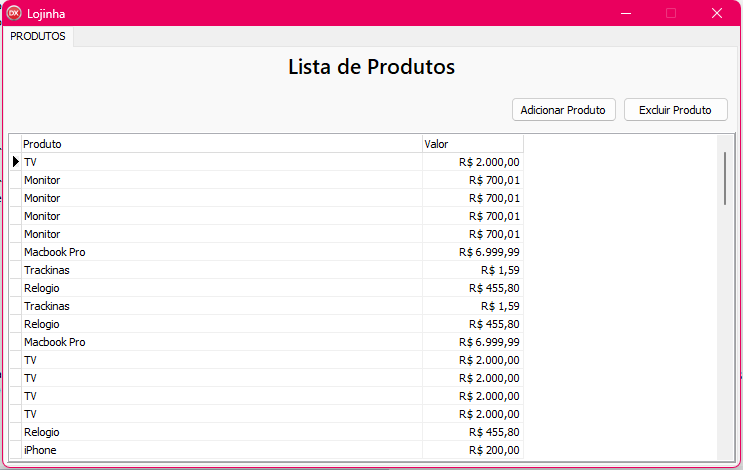 DX Lojinha
PRODUTOS
Lista de Produtos
Adicionar Produto Excluir Produto
Produto Valor
TV R$ 2.000,00
Monitor R$ 700,01
Monitor R$ 700,01
Monitor R$ 700,01
Monitor R$ 700,01
Macbook Pro R$ 6.999,99
Trackinas R$ 1,59
Relogio R$ 455,80
Trackinas R$ 1,59
Relogio R$ 455,80
Macbook Pro R$ 6.999,99
TV R$ 2.000,00
TV R$ 2.000,00
TV R$ 2.000,00
TV R$ 2.000,00
Relogio R$ 455,80
iPhone R$ 200,00